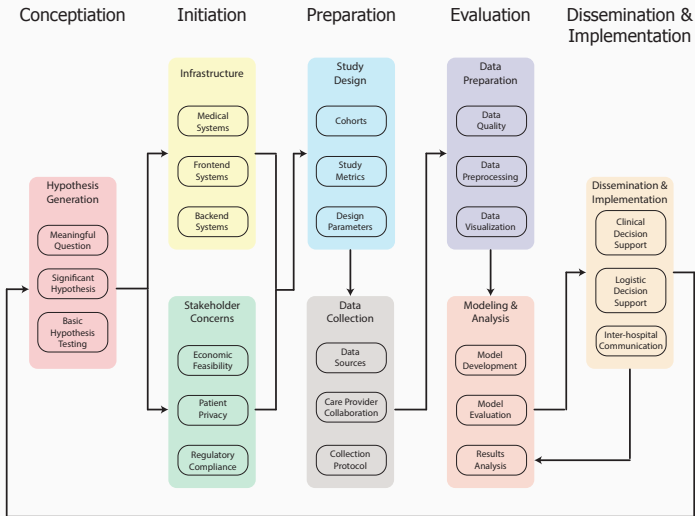 Conceptiation
Initiation
Preparation
Evaluation
Dissemination &
Implementation
Hypothesis
Generation
Meaningful
Question
Significant
Hypothesis
Basic
Hypothesis
Testing
Infrastructure
Medical
Systems
Frontend
Systems
Backend
Systems
Stakeholder
Concerns
Economic
Feasibility
Patient
Privacy
Regulatory
Compliance
Study
Design
Cohorts
Study
Metrics
Design
Parameters
Data
Collection
Data
Sources
Care Provider
Collaboration
Collection
Protocol
Data
Preparation
Data
Quality
Data
Preprocessing
Data
Visualization
Modeling &
Analysis
Model
Development
Model
Evaluation
Results
Analysis
Dissemination &
Implementation
Clinical
Decision
Support
Logistic
Decision
Support
Inter-hospital
Communication